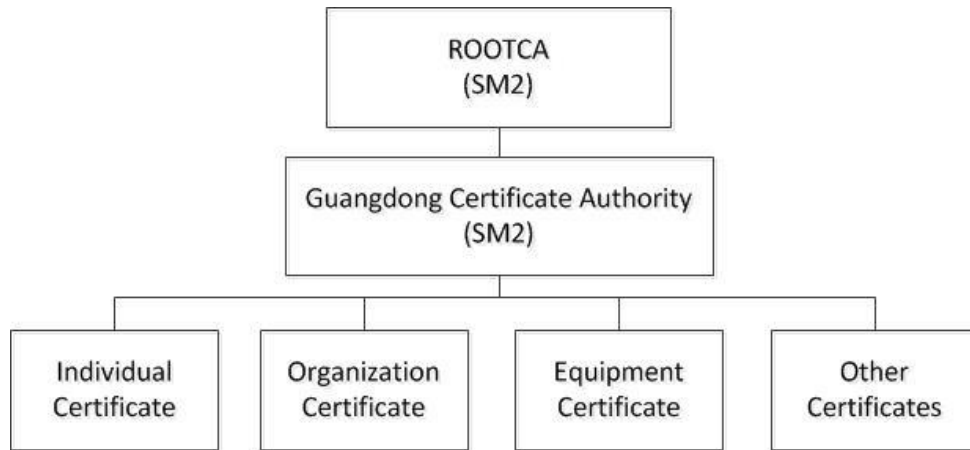 ROOTCA
(SM2)
Guangdong Certificate Authority
(SM2)
Individual
Certificate
Organization
Certificate
Equipment
Certificate
Other
Certificates